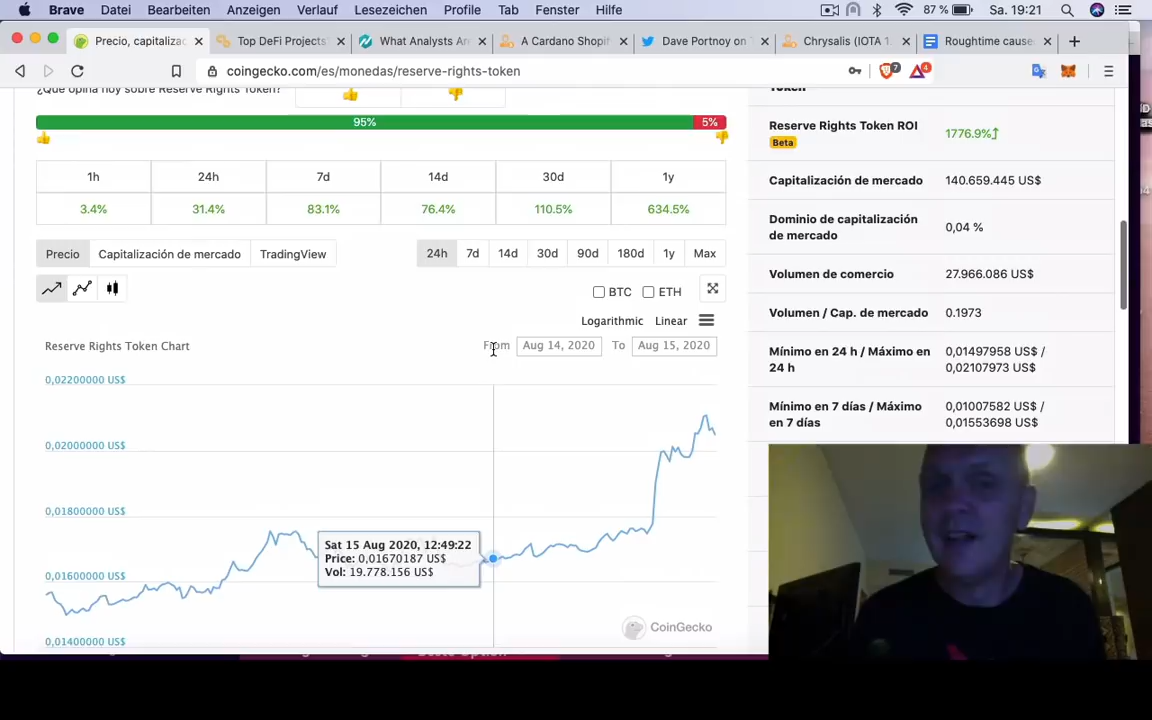 Brave Datei Bearbeiten Anzeigen Verlauf Lesezeichen Profile Tab Fenster Hilfe 87 % Sa. 19:21
Precio, capitaliza Top DeFi Projects What Analysts Ar A Cardano Shopif Dave Portnoy on Chrysalis (IOTA 1. Roughtime cause
coingecko.com/es/monedas/reserve-rights-token 7 4
¿Qué opina hoy sobre Reserve Rights Token?
95% 5%
1h 24h 7d 14d 30d 1y
3.4% 31.4% 83.1% 76.4% 110.5% 634.5%
Precio Capitalización de mercado TradingView 24h 7d 14d 30d 90d 180d 1y Max
BTC ETH
Logarithmic Linear
Reserve Rights Token Chart From Aug 14, 2020 To Aug 15, 2020
0,02200000 US$
0,02000000 US$
0,01800000 US$
Sat 15 Aug 2020, 12:49:22
Price: 0,01670187 US$
Vol: 19.778.156 US$
0,01600000 US$
CoinGecko
0,01400000 US$
Token
Reserve Rights Token ROI 1776.9%
Beta
Capitalización de mercado 140.659.445 US$
Dominio de capitalización
de mercado 0,04 %
Volumen de comercio 27.966.086 US$
Volumen / Cap. de mercado 0.1973
Mínimo en 24 h / Máximo en
24 h
0,01497958 US$ /
0,02107973 US$
Mínimo en 7 días / Máximo
en 7 días
0,01007582 US$ /
0,01553698 US$